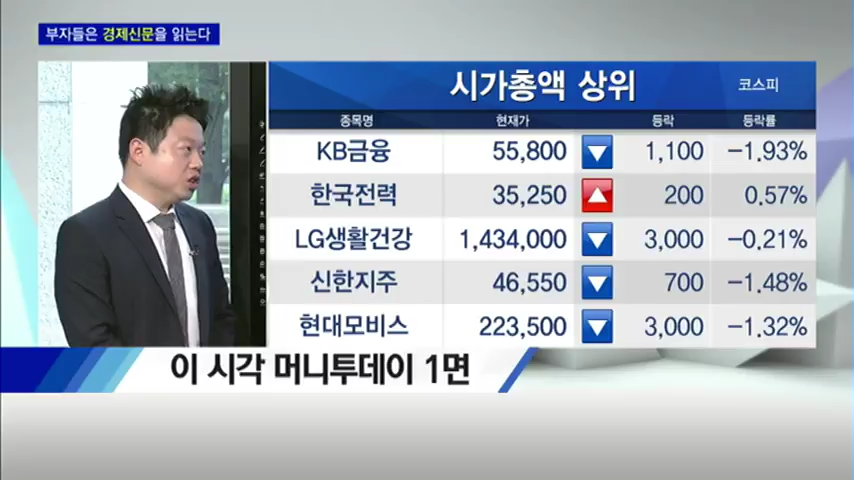 부자들은 경제신문을 읽는다
시가총액 상위 코스피
종목명 현재가 등락 등락률
KB금융 55,800 ▼ 1,100 -1.93%
한국전력 35,250 ▲ 200 0.57%
LG생활건강 1,434,000 ▼ 3,000 -0.21%
신한지주 46,550 ▼ 700 -1.48%
현대모비스 223,500 ▼ 3,000 -1.32%
이 시각 머니투데이 1면